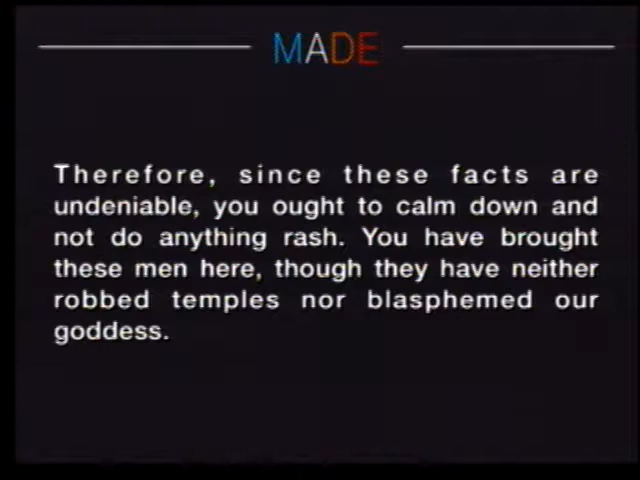 MADE
Therefore, since these facts are
undeniable, you ought to calm down and
not do anything rash. You have brought
these men here, though they have neither
robbed temples nor blasphemed our
goddess.